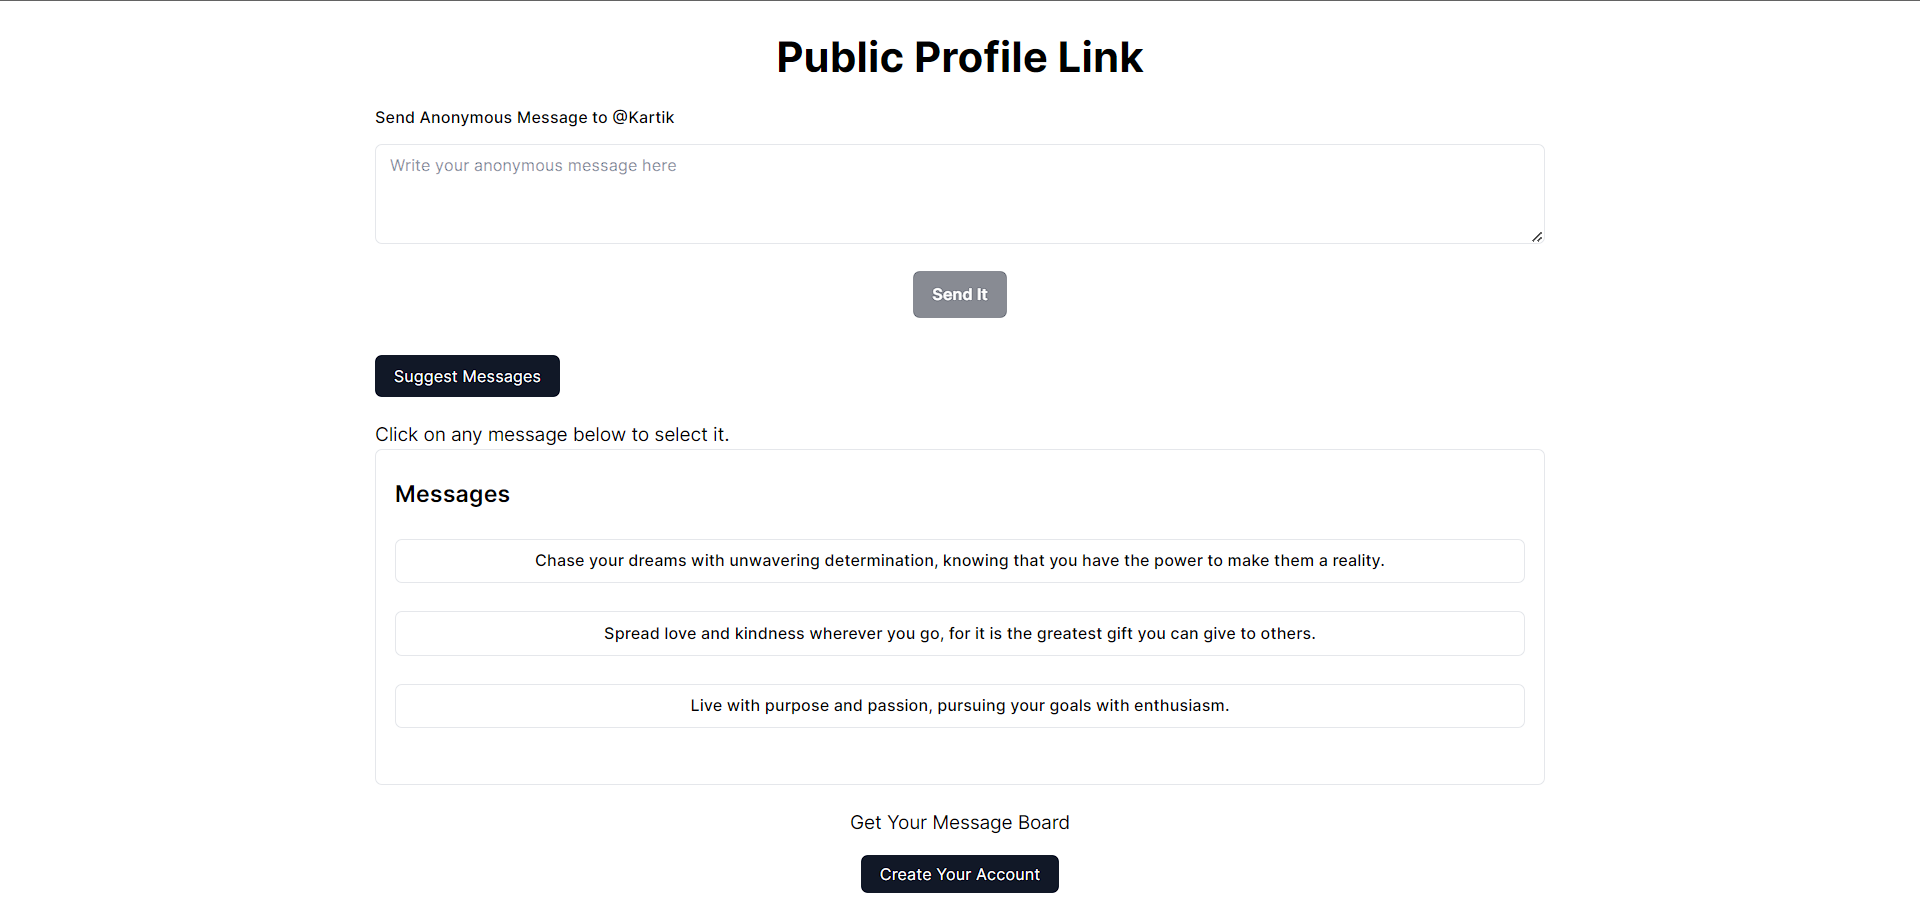 Public Profile Link
Send Anonymous Message to @Kartik
Write your anonymous message here
Send It
Suggest Messages
Click on any message below to select it.
Messages
Chase your dreams with unwavering determination, knowing that you have the power to make them a reality.
Spread love and kindness wherever you go, for it is the greatest gift you can give to others.
Live with purpose and passion, pursuing your goals with enthusiasm.
Get Your Message Board
Create Your Account